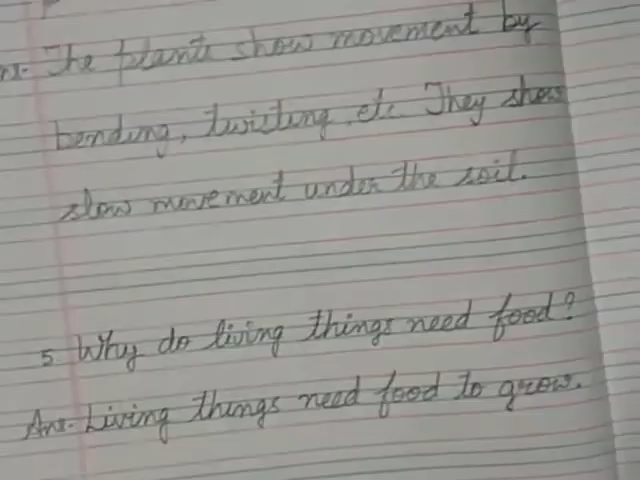 Ans. The plants show movement by
bending, twisting, etc. They show
slow movement under the soil.
5 Why do living things need food?
Ans. Living things need food to grow.